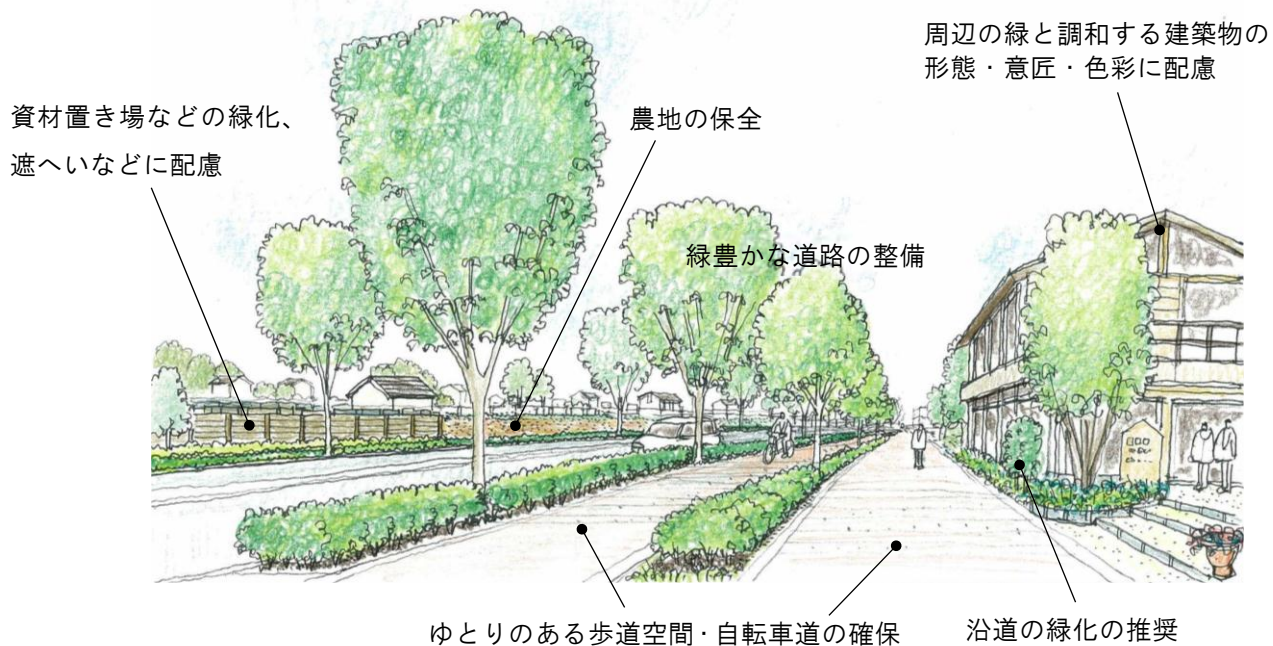 周辺の緑と調和する建築物の
形態・意匠・色彩に配慮
資材置き場などの緑化、
遮へいなどに配慮
農地の保全
緑豊かな道路の整備
ゆとりのある歩道空間・自転車道の確保
沿道の緑化の推奨